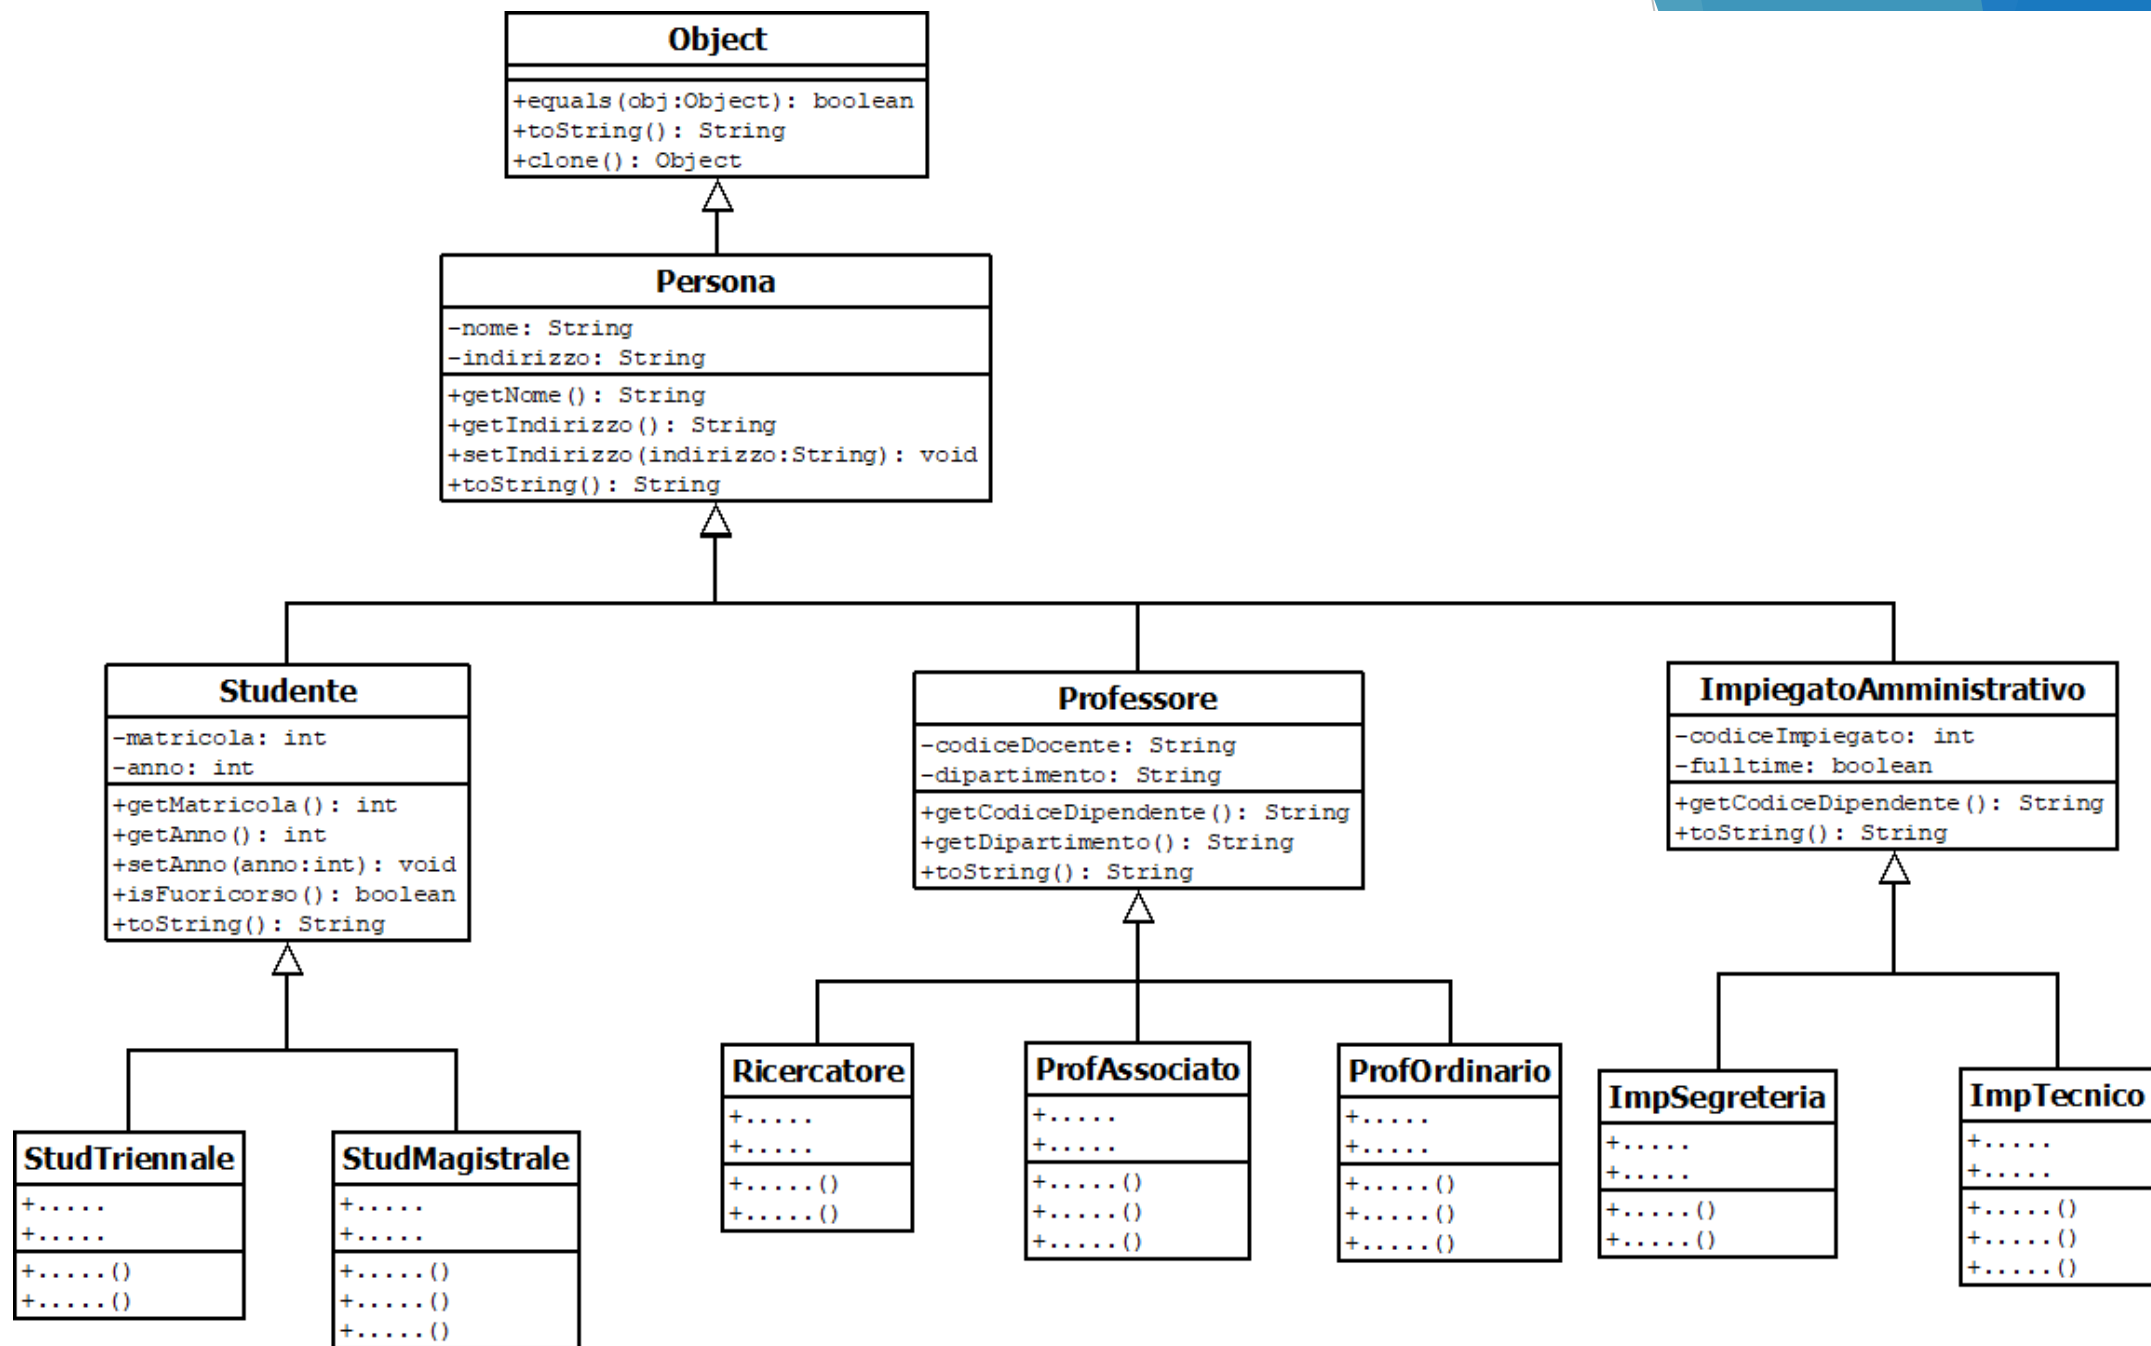 Object
+equals(obj:Object): boolean
+toString(): String
+clone(): Object
Persona
-nome: String
-indirizzo: String
+getNome(): String
+getIndirizzo(): String
+setIndirizzo(indirizzo:String): void
+toString(): String
Studente
-matricola: int
-anno: int
+getMatricola(): int
+getAnno(): int
+setAnno(anno:int): void
+isFuoricorso(): boolean
+toString(): String
Professore
-codiceDocente: String
-dipartimento: String
+getCodiceDipendente(): String
+getDipartimento(): String
+toString(): String
ImpiegatoAmministrativo
-codiceImpiegato: int
-fulltime: boolean
+getCodiceDipendente(): String
+toString(): String
StudTriennale
+.....
+.....
+.....()
+.....()
StudMagistrale
+.....
+.....
+.....()
+.....()
+.....()
Ricercatore
+.....
+.....
+.....()
+.....()
ProfAssociato
+.....
+.....
+.....()
+.....()
+.....()
ProfOrdinario
+.....
+.....
+.....()
+.....()
+.....()
ImpSegreteria
+.....
+.....
+.....()
+.....()
ImpTecnico
+.....
+.....
+.....()
+.....()
+.....()